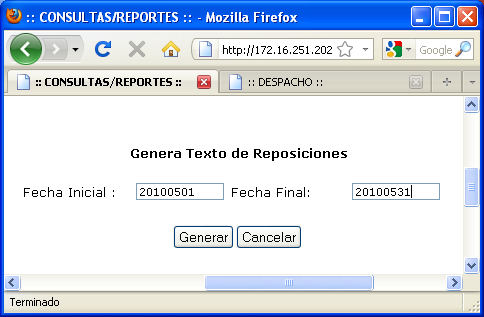 :: CONSULTAS/REPORTES :: - Mozilla Firefox
http://172.16.251.202
Google
:: CONSULTAS/REPORTES ::
:: DESPACHO ::
Genera Texto de Reposiciones
Fecha Inicial : 20100501 Fecha Final: 20100531
Generar Cancelar
Terminado